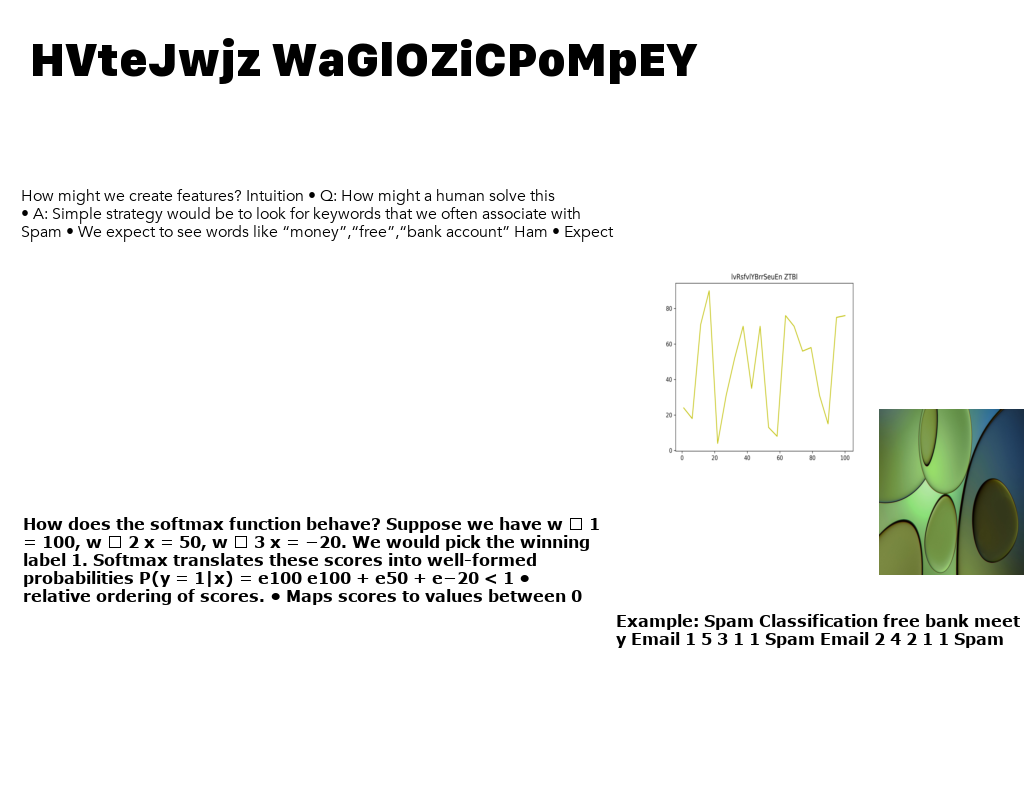 HVteJwjz WaGlOZiCPoMpEY
How might we create features? Intuition • Q: How might a human solve this
• A: Simple strategy would be to look for keywords that we often associate with
Spam • We expect to see words like “money”,“free”,“bank account” Ham • Expect
lvRsfvlYBrrSeuEn ZTBl
80
60
40
20
0
0 20 40 60 80 100
How does the softmax function behave? Suppose we have w □ 1
= 100, w □ 2 x = 50, w □ 3 x = −20. We would pick the winning
label 1. Softmax translates these scores into well-formed
probabilities P(y = 1|x) = e100 e100 + e50 + e−20 < 1 •
relative ordering of scores. • Maps scores to values between 0
Example: Spam Classification free bank meet
y Email 1 5 3 1 1 Spam Email 2 4 2 1 1 Spam